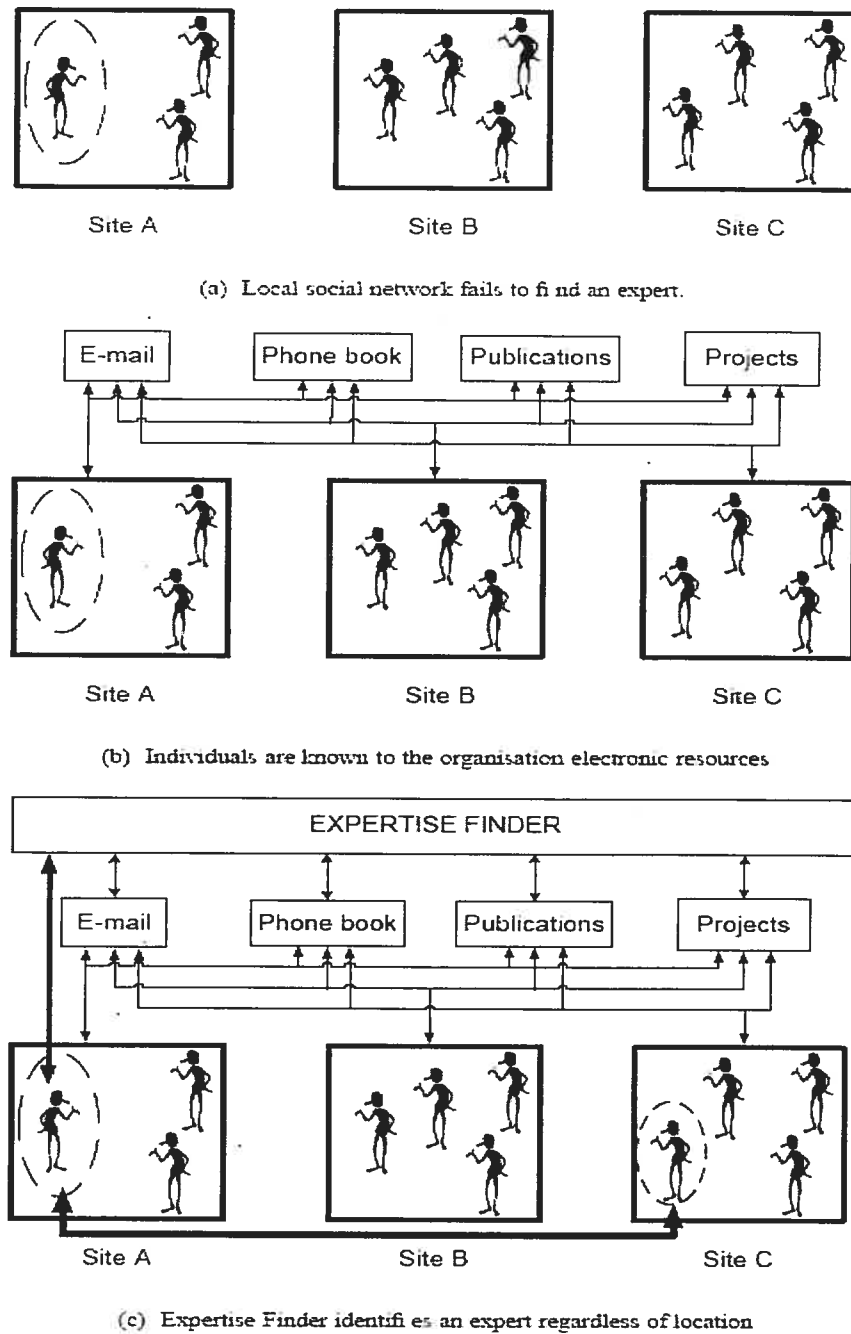 Site A Site B Site C
(a) Local social network fails to fi nd an expert.
E-mail Phone book Publications Projects
Site A Site B Site C
(b) Individuals are known to the organisation electronic resources
EXPERTISE FINDER
E-mail Phone book Publications Projects
Site A Site B Site C
(c) Expertise Finder identifi es an expert regardless of location